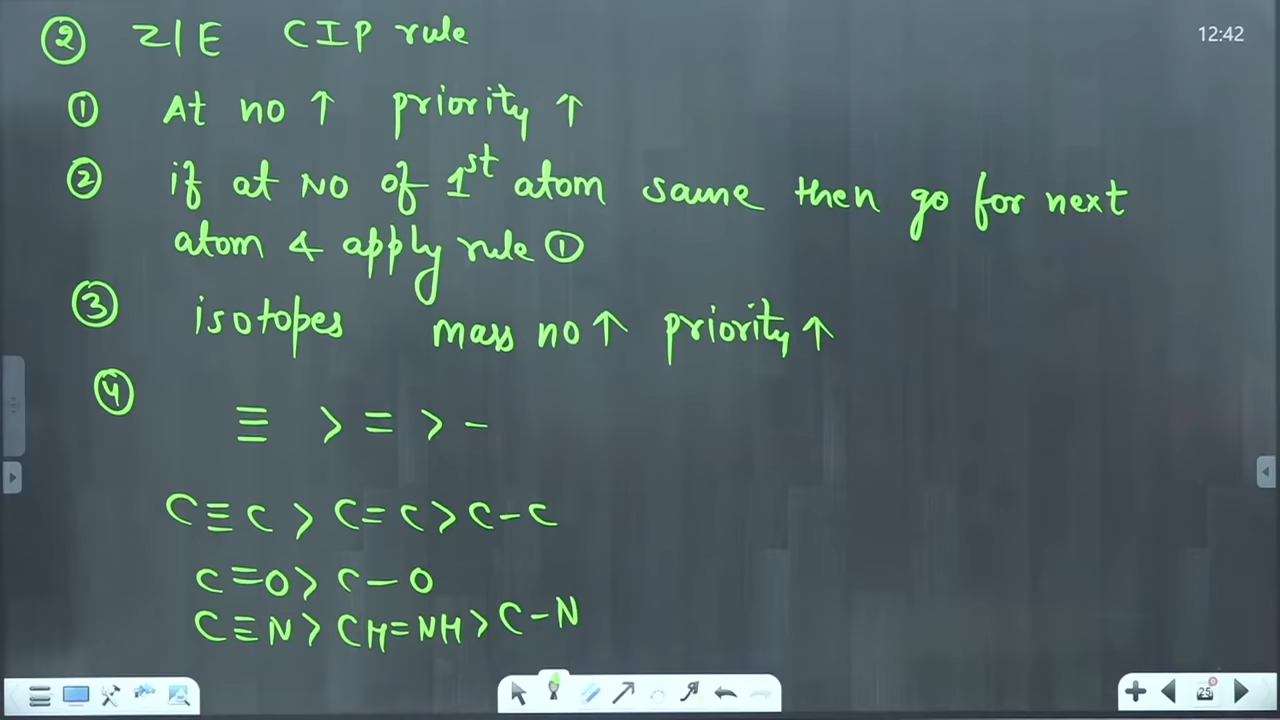 ② Z/E CIP rule
12:42
① At no ↑ priority ↑
② if at No of 1st atom same then go for next
atom & apply rule ①
③ isotopes mass no ↑ priority ↑
④
≡ > = > -
C≡C > C=C > C-C
C=O > C-O
C≡N > CH=NH > C-N
25